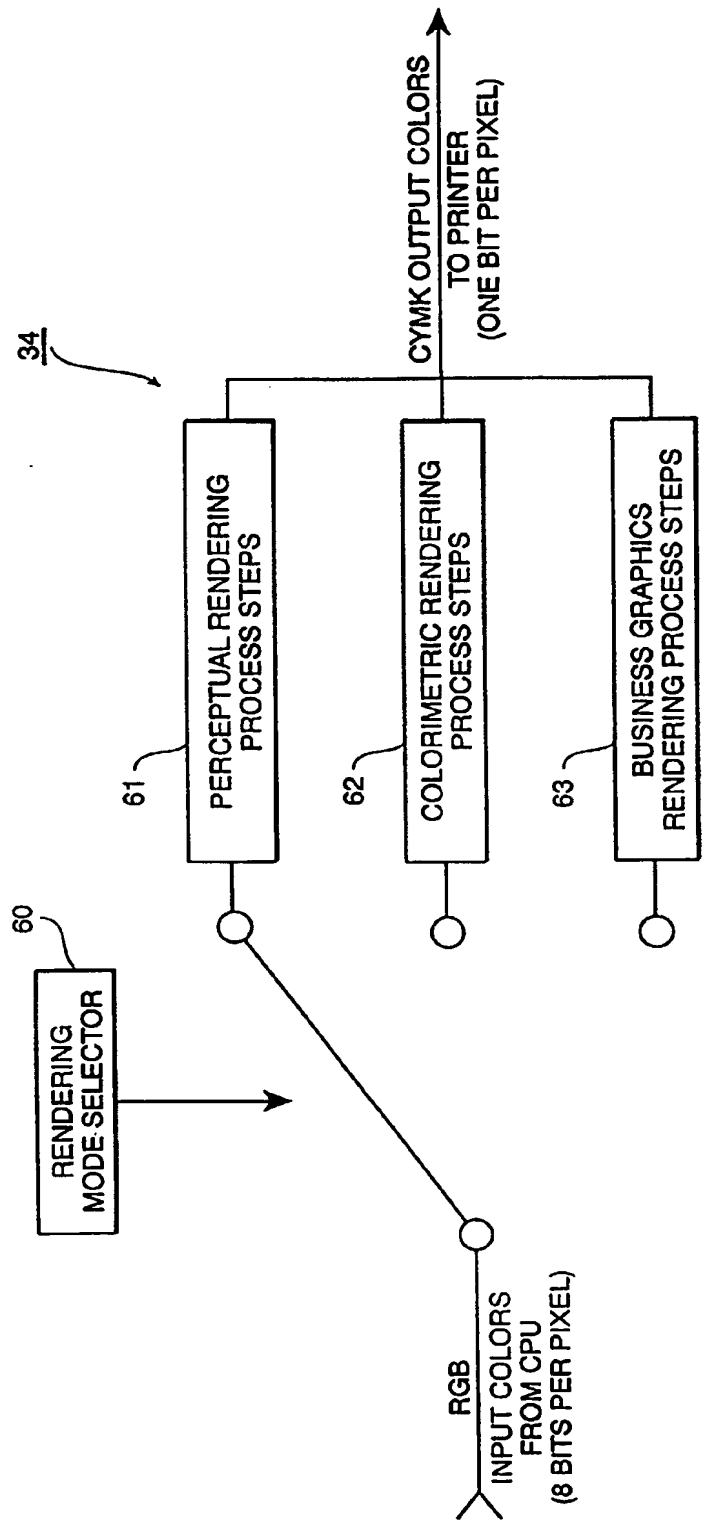 34
60
RENDERING
MODE SELECTOR
61
PERCEPTUAL RENDERING
PROCESS STEPS
62
COLORIMETRIC RENDERING
PROCESS STEPS
63
BUSINESS GRAPHICS
RENDERING PROCESS STEPS
RGB
INPUT COLORS
FROM CPU
(8 BITS PER PIXEL)
CYMK OUTPUT COLORS
TO PRINTER
(ONE BIT PER PIXEL)